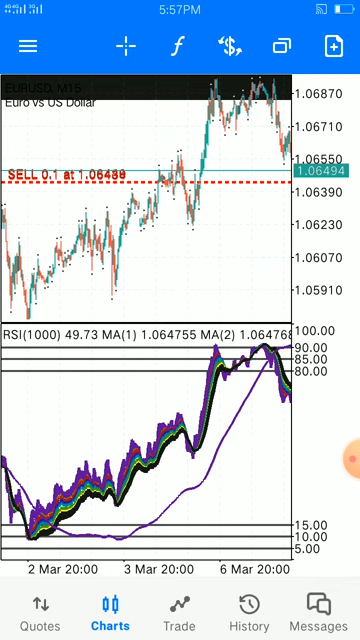 5:57PM
EURUSD, M15
Euro vs US Dollar
1.06870
1.06710
1.06550
SELL 0.1 at
1.06494
1.06390
1.06230
1.06070
1.05910
RSI(1000) 49.73 MA(1) 1.064755 MA(2) 1.06476
100.00
90.00
85.00
80.00
15.00
10.00
5.00
2 Mar 20:00 3 Mar 20:00 6 Mar 20:00
Quotes Charts Trade History Messages